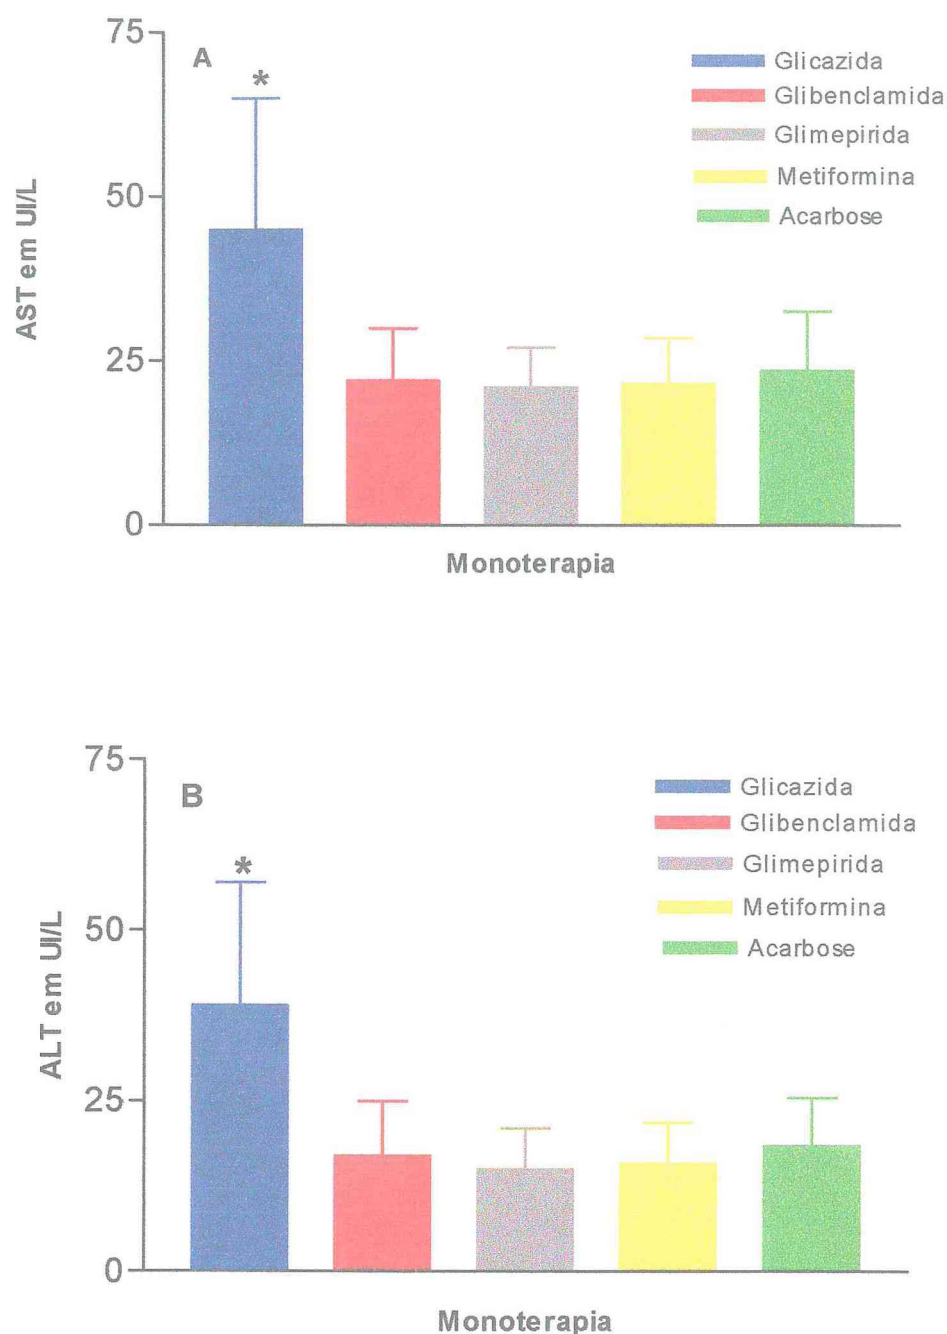 75
A
*
Glicazida
Glibenclamida
Glimepirida
Metiformina
Acarbose
50
25
0
AST em UI/L
Monoterapia
75
B
*
Glicazida
Glibenclamida
Glimepirida
Metiformina
Acarbose
50
25
0
ALT em UI/L
Monoterapia